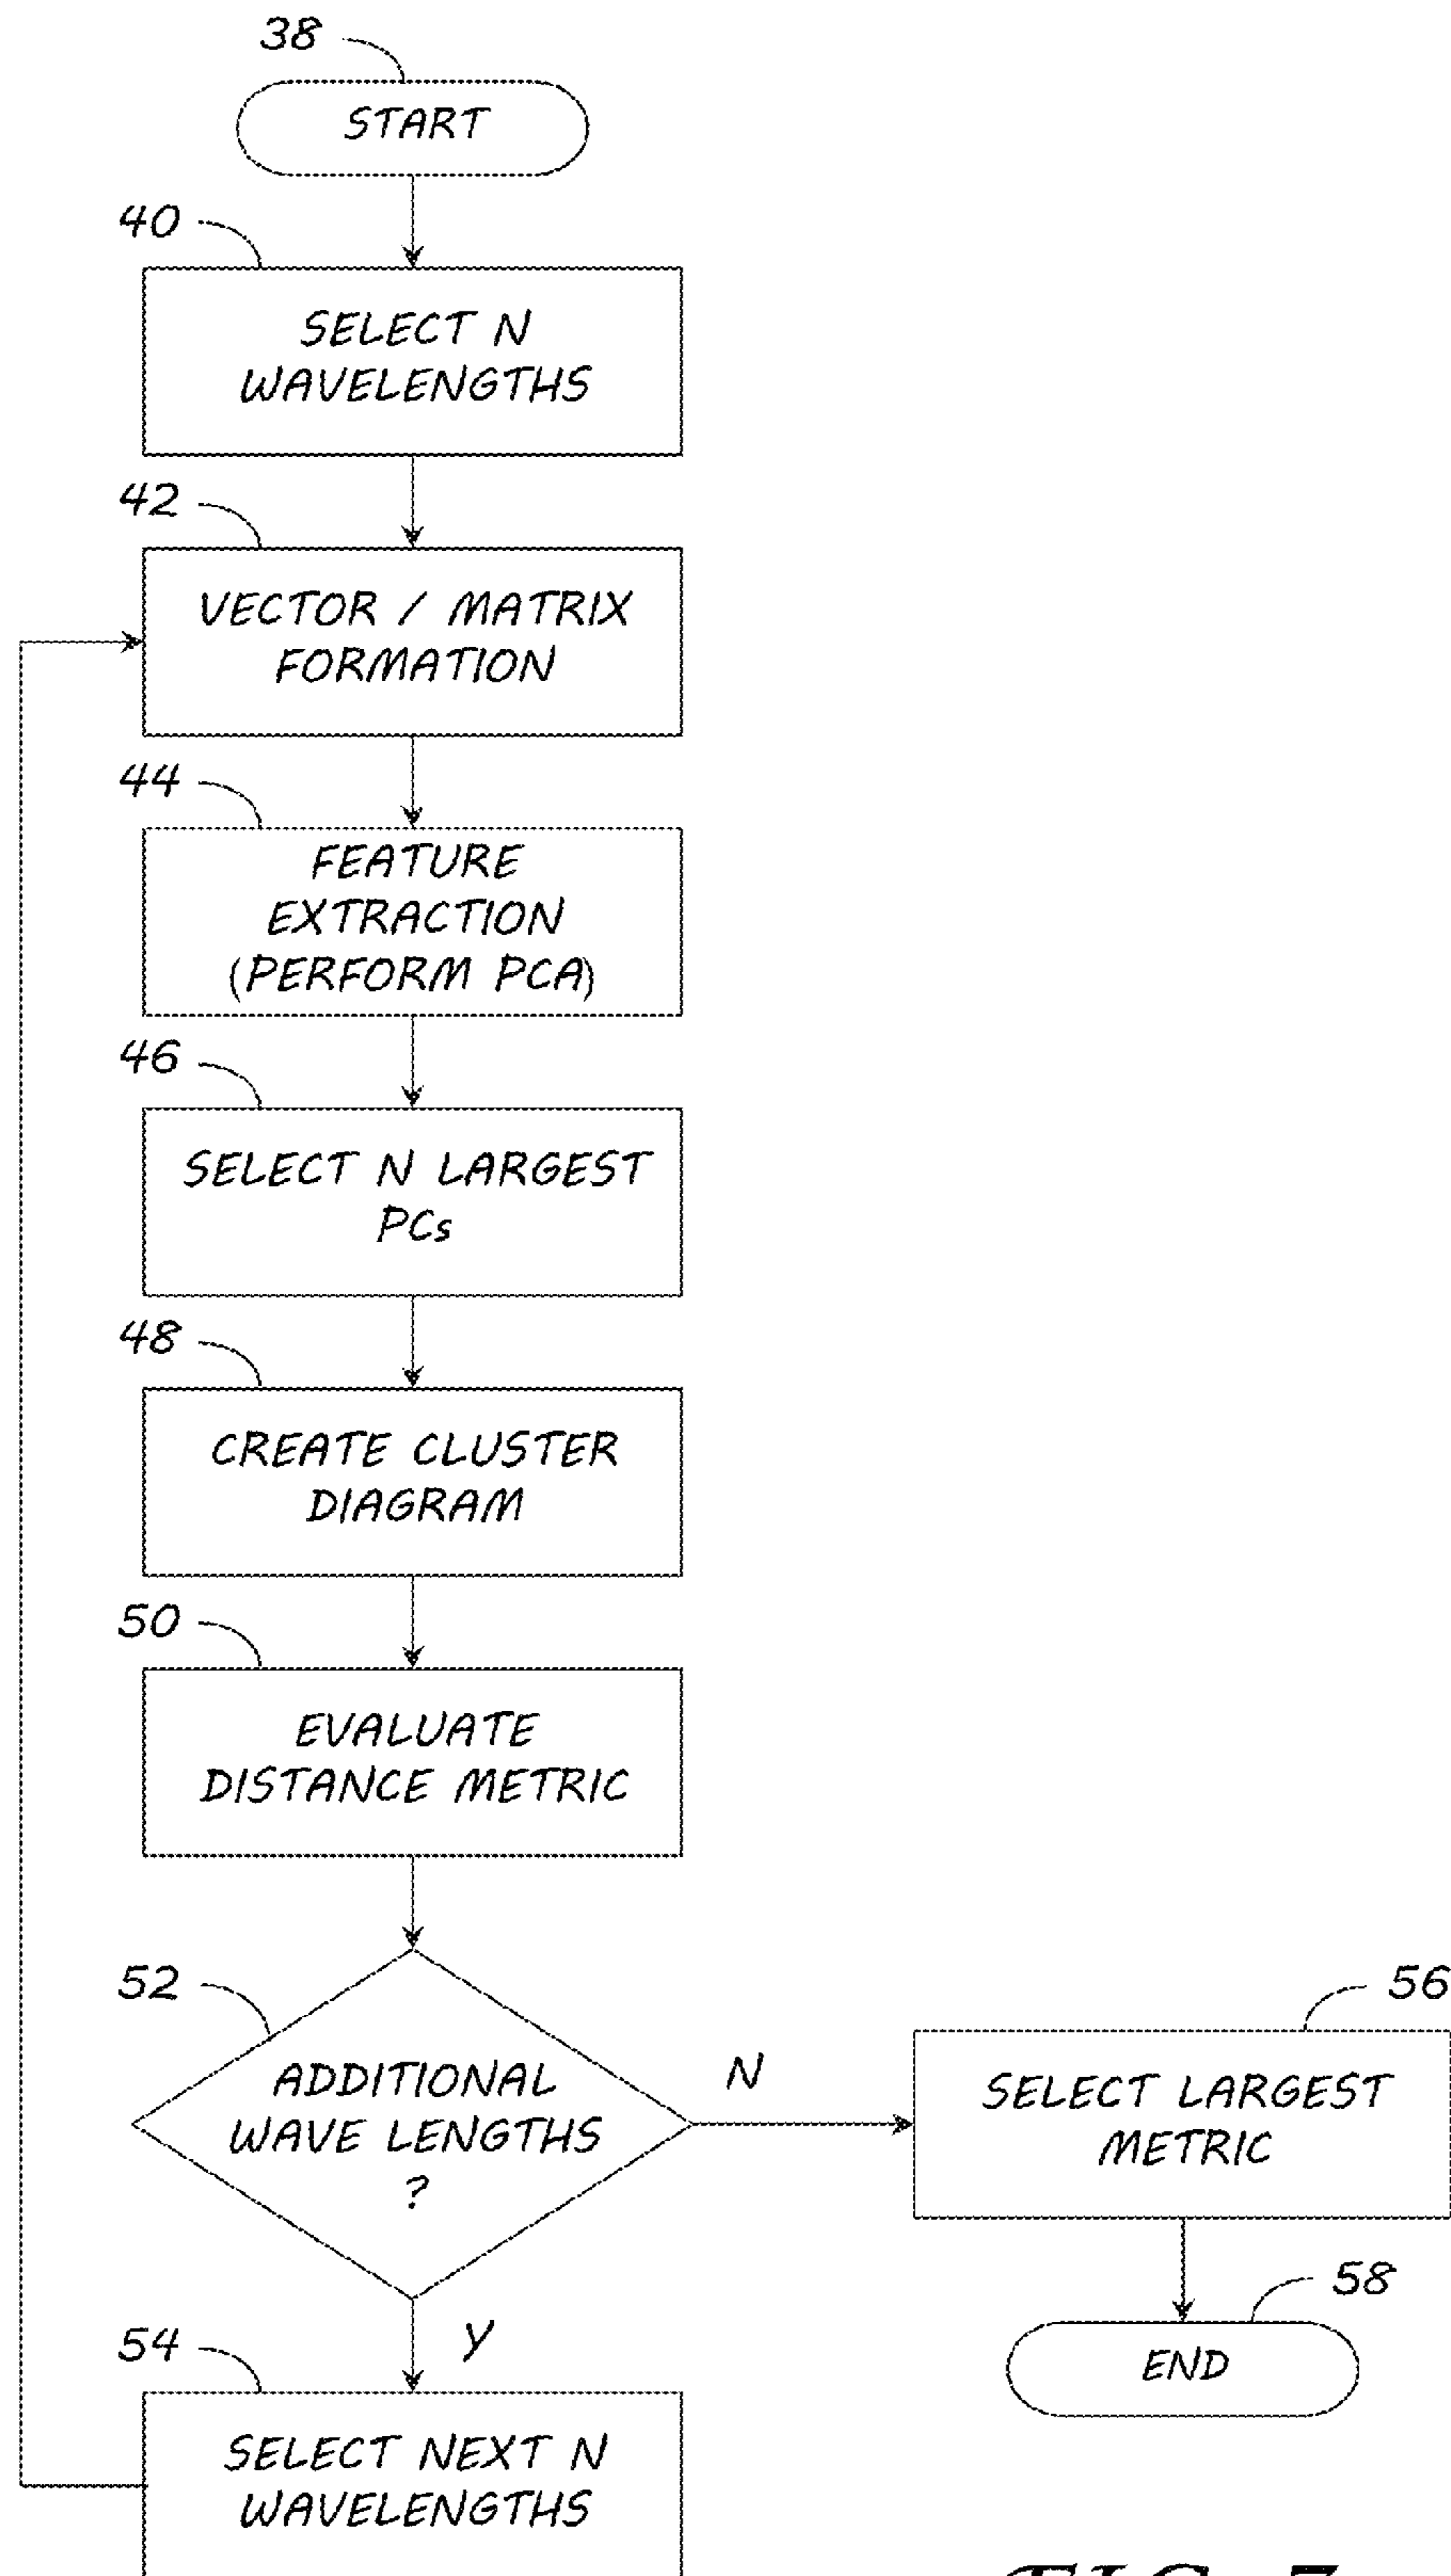 38
START
40
SELECT N
WAVELENGTHS
42
VECTOR / MATRIX
FORMATION
44
FEATURE
EXTRACTION
(PERFORM PCA)
46
SELECT N LARGEST
PCs
48
CREATE CLUSTER
DIAGRAM
50
EVALUATE
DISTANCE METRIC
52
ADDITIONAL
WAVE LENGTHS
?
N
56
SELECT LARGEST
METRIC
58
END
Y
54
SELECT NEXT N
WAVELENGTHS